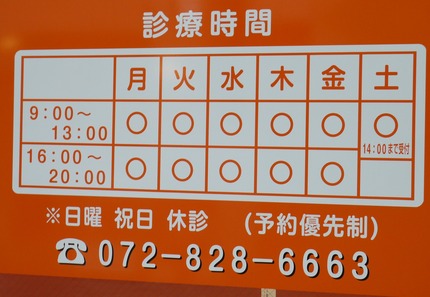 診療時間
月 火 水 木 金 土
9:00～13:00 ○ ○ ○ ○ ○ ○
14:00まで受付
16:00～20:00 ○ ○ ○ ○ ○
※日曜 祝日 休診 (予約優先制)
☎072-828-6663